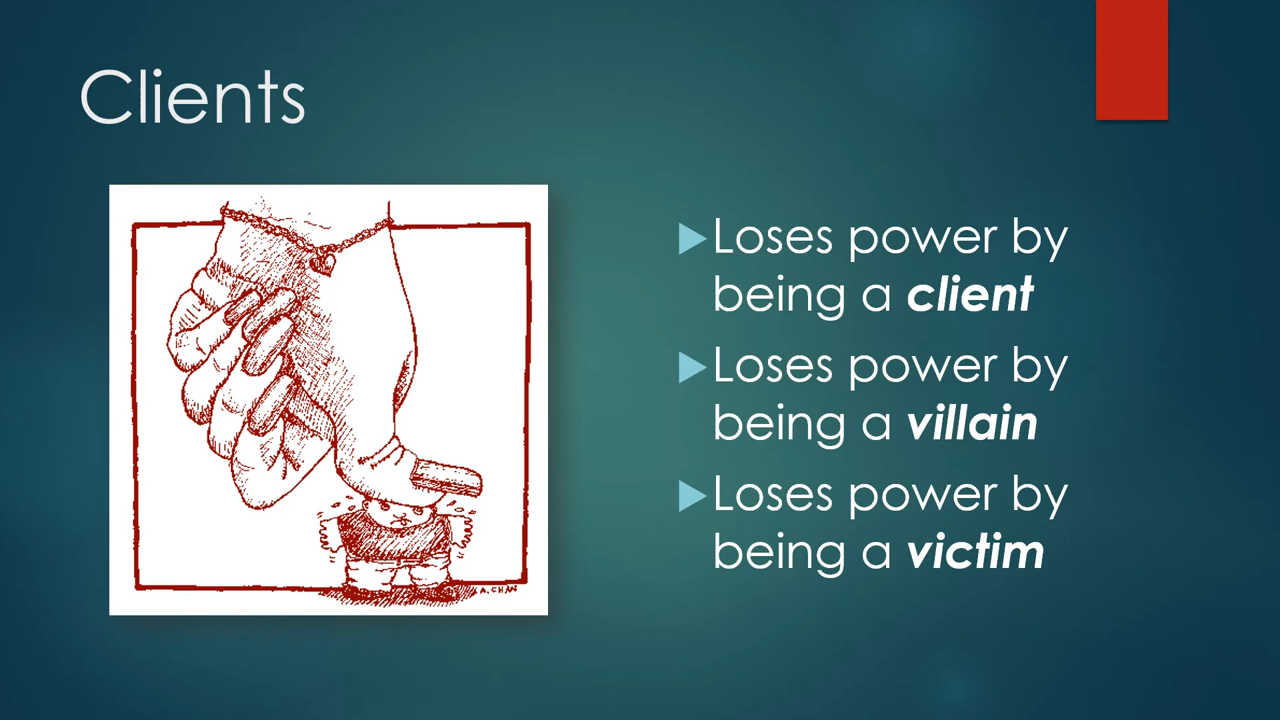 Clients
Loses power by
being a client
Loses power by
being a villain
Loses power by
being a victim
A. CHAN